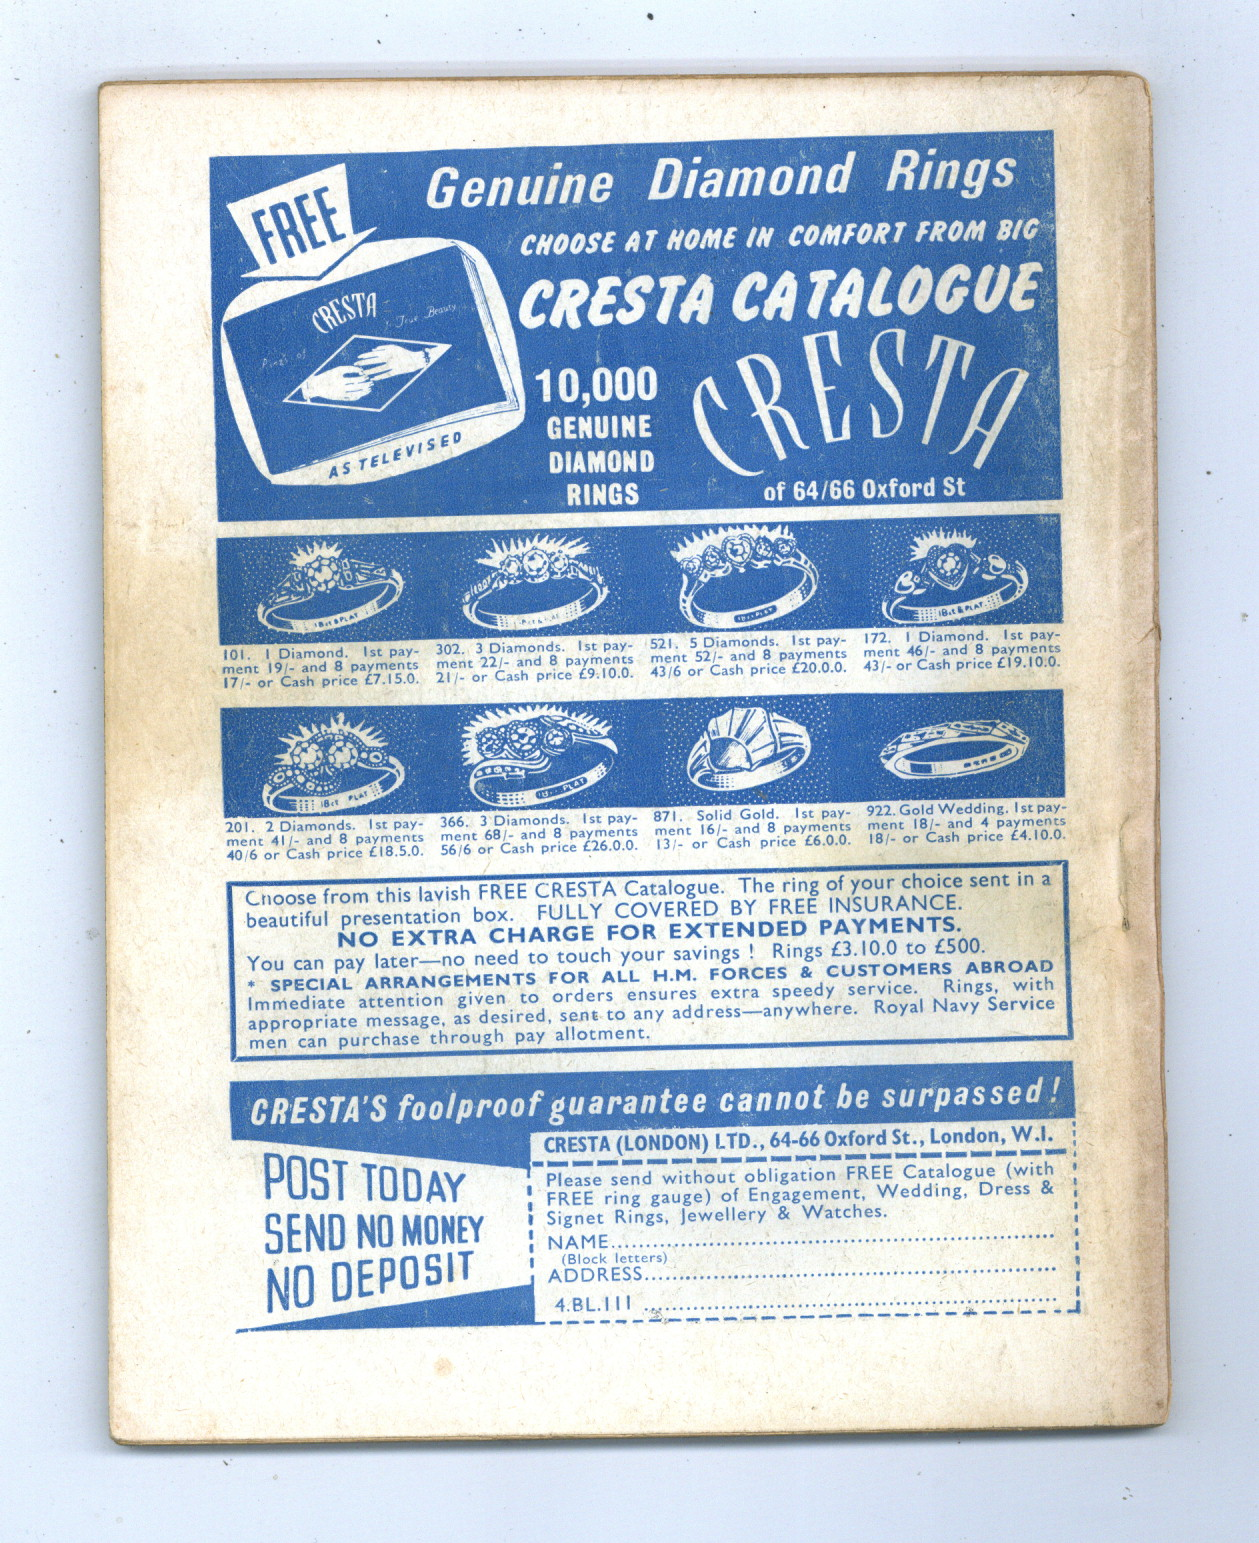 FREE
Genuine Diamond Rings
CHOOSE AT HOME IN COMFORT FROM BIG
CRESTA CATALOGUE
CRESTA
Rings of
True Beauty
AS TELEVISED
10,000
GENUINE
DIAMOND
RINGS
CRESTA
of 64/66 Oxford St
18ct & PLAT
18ct PLAT
18ct & PLAT
101. 1 Diamond. 1st pay-
ment 19/- and 8 payments
17/- or Cash price £7.15.0.
302. 3 Diamonds. 1st pay-
ment 22/- and 8 payments
21/- or Cash price £9.10.0.
521. 5 Diamonds. 1st pay-
ment 52/- and 8 payments
43/6 or Cash price £20.0.0.
172. 1 Diamond. 1st pay-
ment 46/- and 8 payments
43/- or Cash price £19.10.0.
18ct PLAT
PLAT
201. 2 Diamonds. 1st pay-
ment 41/- and 8 payments
40/6 or Cash price £18.5.0.
366. 3 Diamonds. 1st pay-
ment 68/- and 8 payments
56/6 or Cash price £26.0.0.
871. Solid Gold. 1st pay-
ment 16/- and 8 payments
13/- or Cash price £6.0.0.
922. Gold Wedding. 1st pay-
ment 18/- and 4 payments
18/- or Cash price £4.10.0.
Choose from this lavish FREE CRESTA Catalogue. The ring of your choice sent in a
beautiful presentation box. FULLY COVERED BY FREE INSURANCE.
NO EXTRA CHARGE FOR EXTENDED PAYMENTS.
You can pay later—no need to touch your savings ! Rings £3.10.0 to £500.
* SPECIAL ARRANGEMENTS FOR ALL H.M. FORCES & CUSTOMERS ABROAD
Immediate attention given to orders ensures extra speedy service. Rings, with
appropriate message, as desired, sent to any address—anywhere. Royal Navy Service
men can purchase through pay allotment.
CRESTA'S foolproof guarantee cannot be surpassed !
POST TODAY
SEND NO MONEY
NO DEPOSIT
CRESTA (LONDON) LTD., 64-66 Oxford St., London, W.I.
Please send without obligation FREE Catalogue (with
FREE ring gauge) of Engagement, Wedding, Dress &
Signet Rings, Jewellery & Watches.
NAME
(Block letters)
ADDRESS
4.BL.111